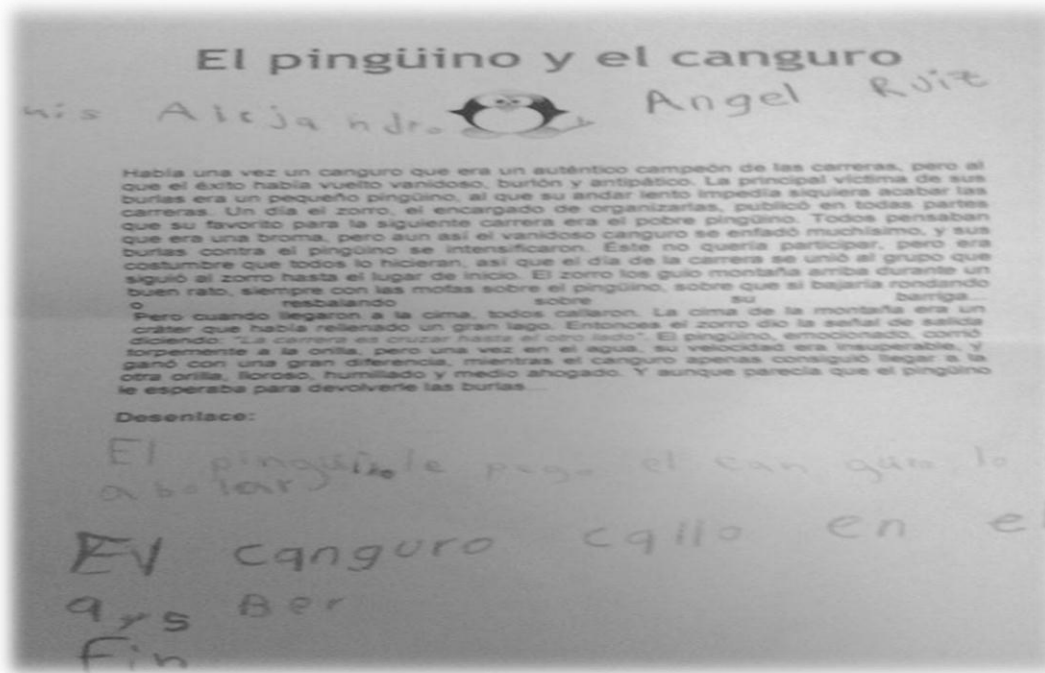 El pingüino y el canguro
Alejandro Angel Ruiz
Había una vez un canguro que era un auténtico campeón de las carreras, pero al
que el éxito había vuelto vanidoso, burlón y antipático. La principal víctima de sus
burlas era un pequeño pingüino, al que su andar lento impedía siquiera acabar las
carreras. Un día el zorro, el encargado de organizarlas, publicó en todas partes
que su favorito para la siguiente carrera era el pobre pingüino. Todos pensaban
que era una broma, pero aun así el vanidoso canguro se enfadó muchísimo, y sus
burlas contra el pingüino se intensificaron. Éste no quería participar, pero era
costumbre que todos lo hicieran, así que el día de la carrera se unió al grupo que
siguió al zorro hasta el lugar de inicio. El zorro los guio montaña arriba durante un
buen rato, siempre con las mofas sobre el pingüino, sobre que si bajaría rondando
o resbalando sobre su barriga...
Pero cuando llegaron a la cima, todos callaron. La cima de la montaña era un
cráter que había rellenado un gran lago. Entonces el zorro dio la señal de salida
diciendo: "La carrera es cruzar hasta el otro lado". El pingüino, emocionado, corrió
torpemente a la orilla, pero una vez en el agua, su velocidad era insuperable, y
ganó con una gran diferencia, mientras el canguro apenas consiguió llegar a la
otra orilla, lloroso, humillado y medio ahogado. Y aunque parecía que el pingüino
le esperaba para devolverle las burlas...
Desenlace:
El le pego el can guro lo
El canguro callo en el
Ber
Fin